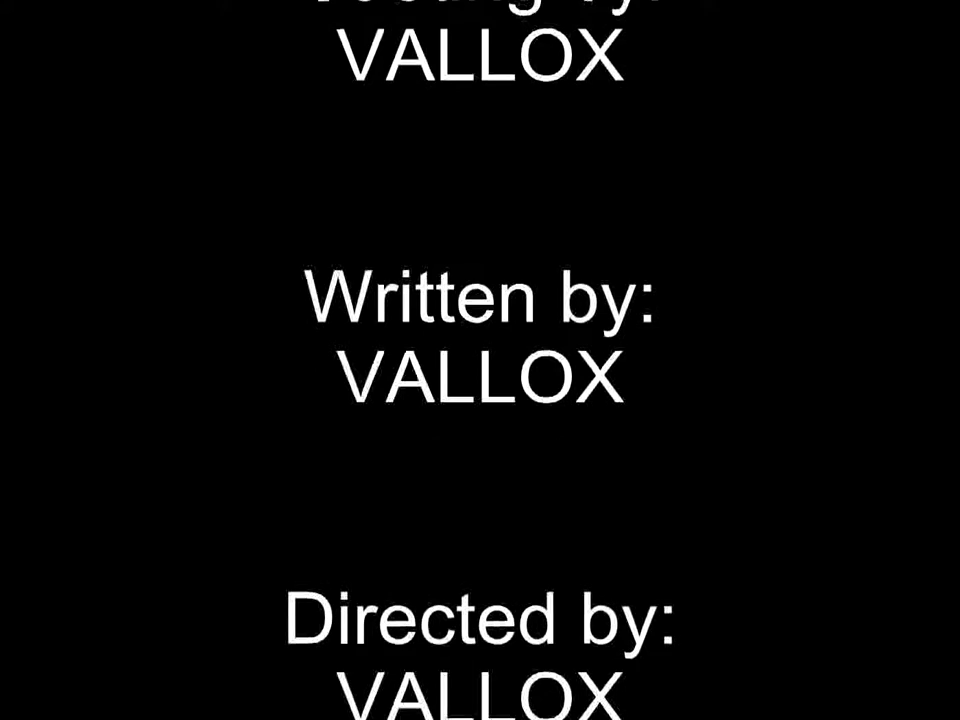 VALLOX
Written by:
VALLOX
Directed by:
VALLOX